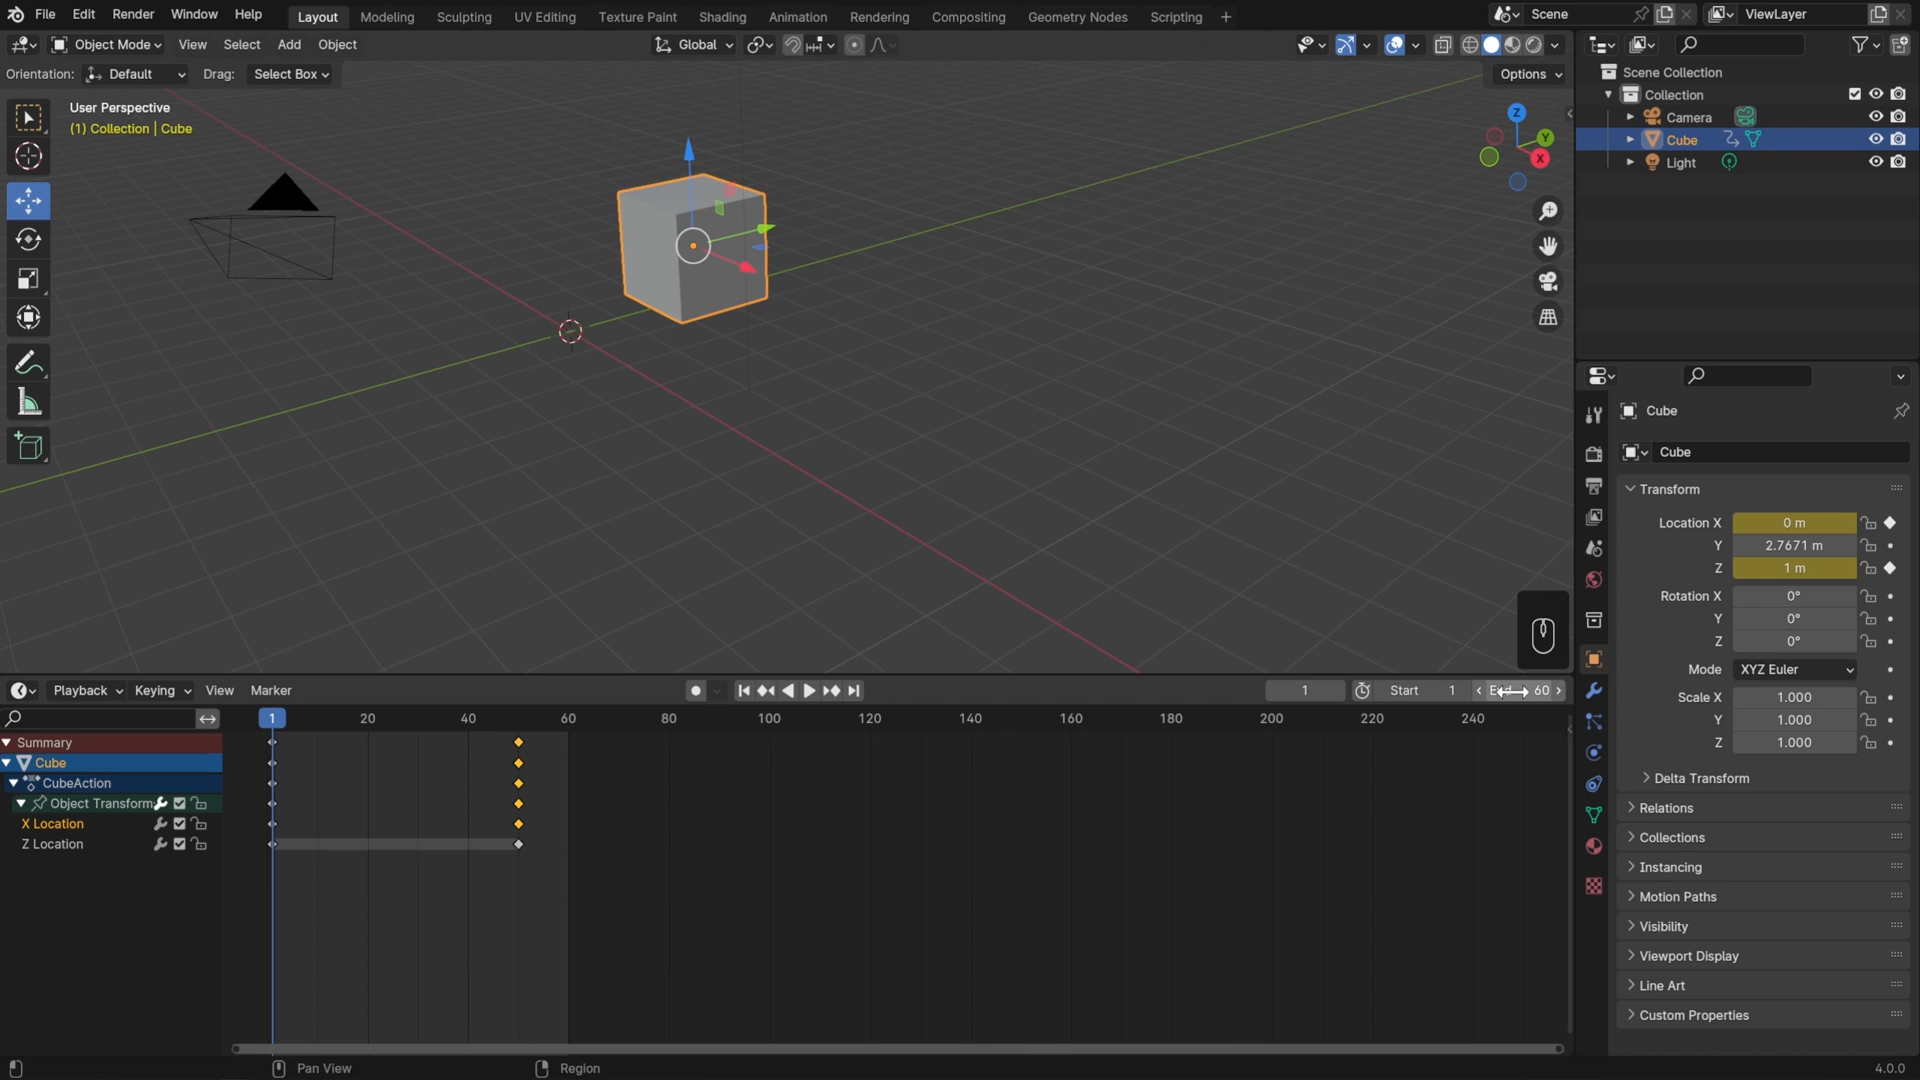 File Edit Render Window Help Layout Modeling Sculpting UV Editing Texture Paint Shading Animation Rendering Compositing Geometry Nodes Scripting + Scene ViewLayer
Object Mode View Select Add Object Global
Orientation: Default Drag: Select Box Options
User Perspective
(1) Collection | Cube
Z
Y
X
Scene Collection
Collection
Camera
Cube
Light
Cube
Cube
Transform
Location X 0 m
Y 2.7671 m
Z 1 m
Rotation X 0°
Y 0°
Z 0°
Mode XYZ Euler
Scale X 1.000
Y 1.000
Z 1.000
Delta Transform
Relations
Collections
Instancing
Motion Paths
Visibility
Viewport Display
Line Art
Custom Properties
Playback Keying View Marker 1 Start 1 60
1 20 40 60 80 100 120 140 160 180 200 220 240
Summary
Cube
CubeAction
Object Transform
X Location
Z Location
Pan View Region 4.0.0